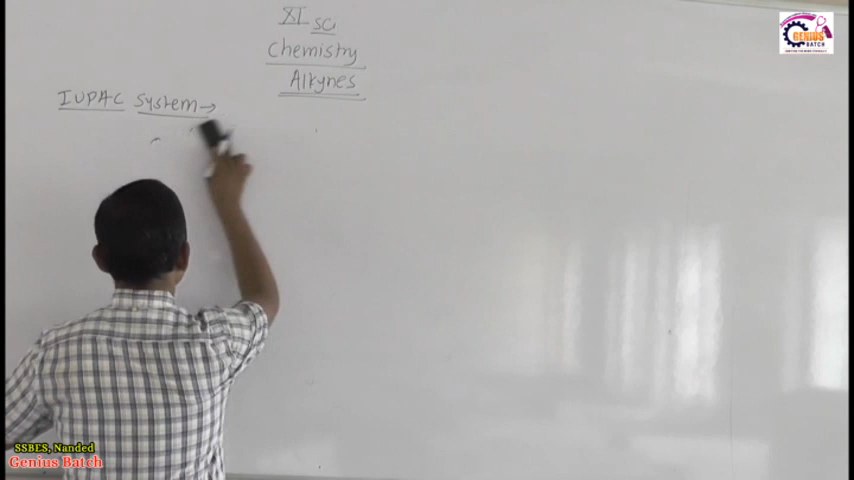 XI sci
Chemistry
Alkynes
IUPAC System →
GENIUS
BATCH
SSBES, Nanded
Genius Batch